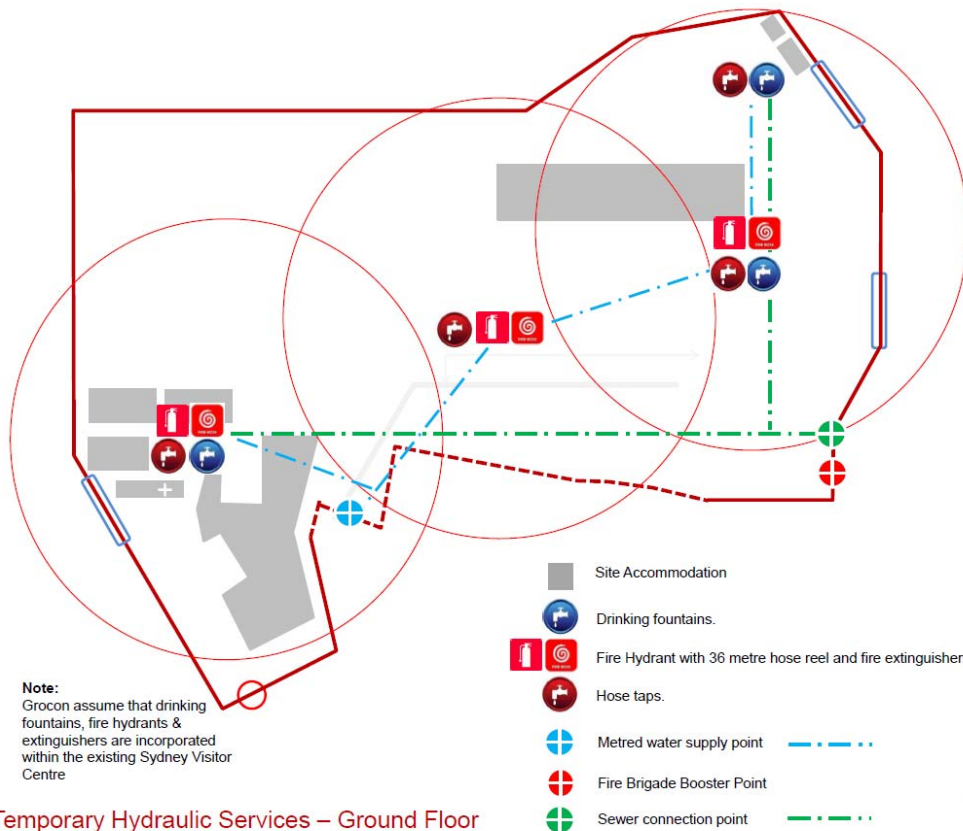 Site Accommodation
Drinking fountains.
Fire Hydrant with 36 metre hose reel and fire extinguisher
Hose taps.
Note:
Grocon assume that drinking
fountains, fire hydrants &
extinguishers are incorporated
within the existing Sydney Visitor
Centre
Metred water supply point
Fire Brigade Booster Point
Sewer connection point
Temporary Hydraulic Services – Ground Floor